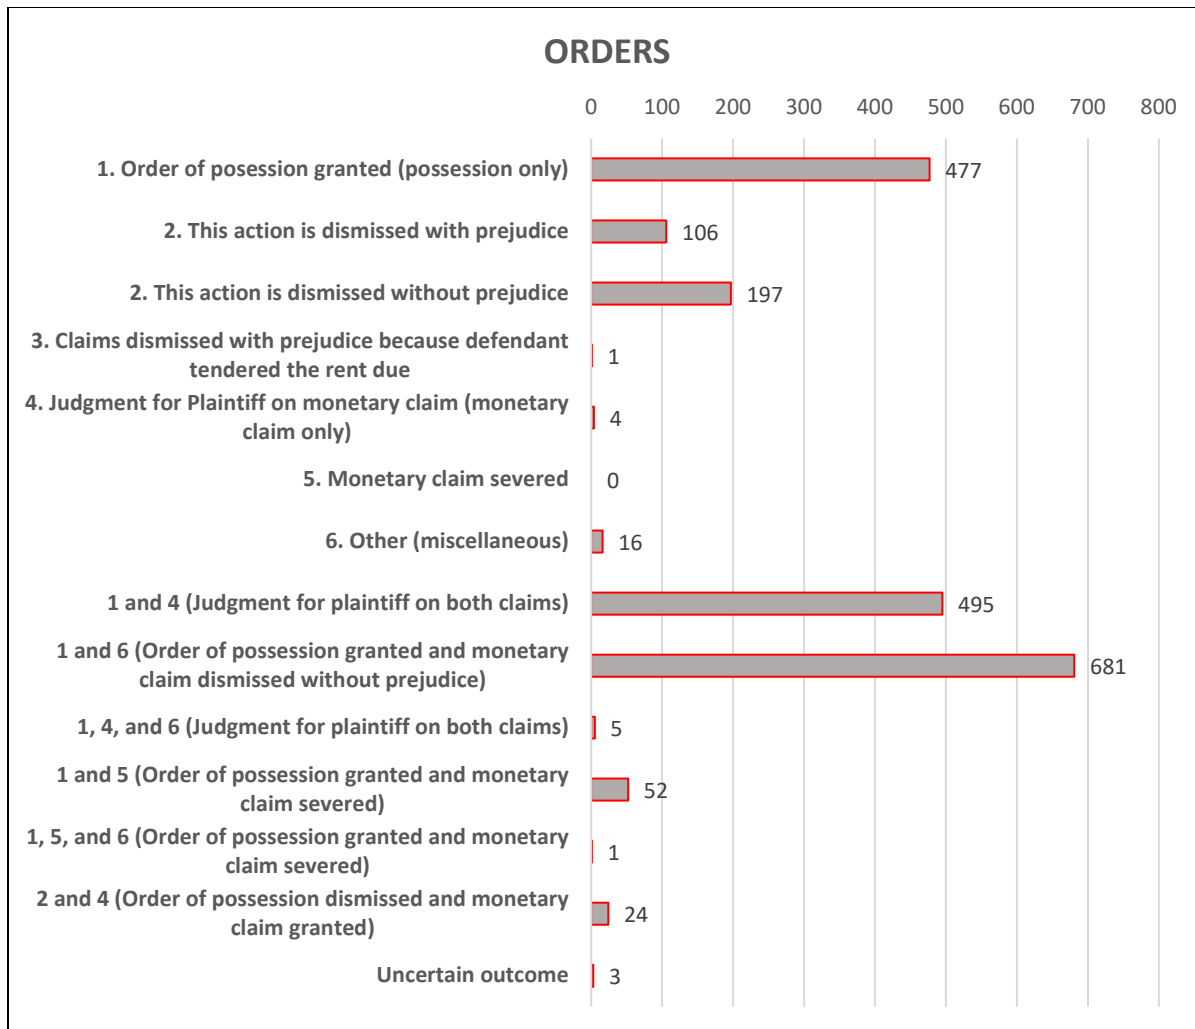 ORDERS
0 100 200 300 400 500 600 700 800
1. Order of posession granted (possession only) 477
2. This action is dismissed with prejudice 106
2. This action is dismissed without prejudice 197
3. Claims dismissed with prejudice because defendant
tendered the rent due 1
4. Judgment for Plaintiff on monetary claim (monetary
claim only) 4
5. Monetary claim severed 0
6. Other (miscellaneous) 16
1 and 4 (Judgment for plaintiff on both claims) 495
1 and 6 (Order of possession granted and monetary
claim dismissed without prejudice) 681
1, 4, and 6 (Judgment for plaintiff on both claims) 5
1 and 5 (Order of possession granted and monetary
claim severed) 52
1, 5, and 6 (Order of possession granted and monetary
claim severed) 1
2 and 4 (Order of possession dismissed and monetary
claim granted) 24
Uncertain outcome 3